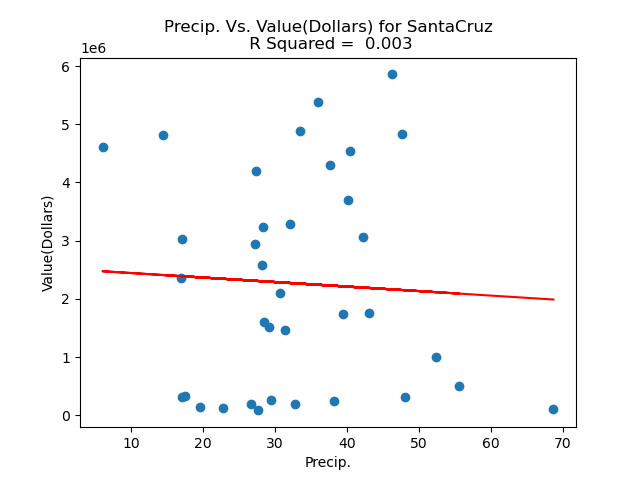 Precip. Vs. Value(Dollars) for SantaCruz
R Squared =  0.003
1e6
6
5
4
3
2
1
0
Value(Dollars)
10 20 30 40 50 60 70
Precip.